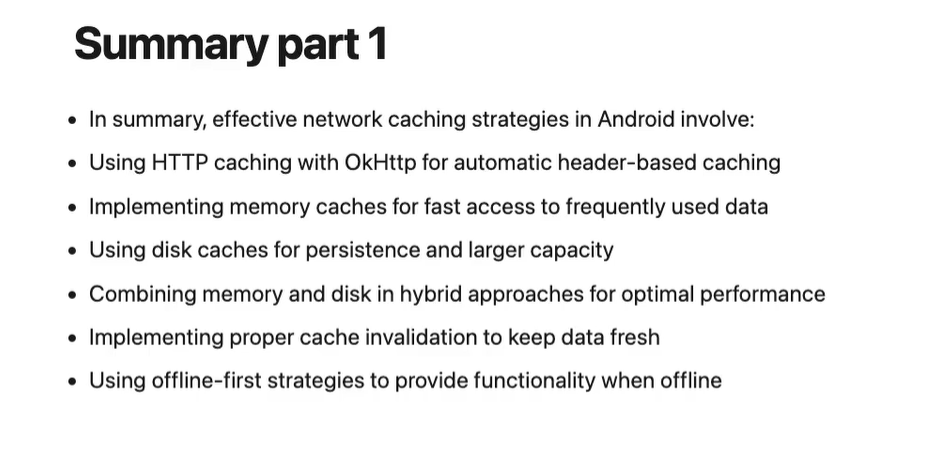 Summary part 1
• In summary, effective network caching strategies in Android involve:
• Using HTTP caching with OkHttp for automatic header-based caching
• Implementing memory caches for fast access to frequently used data
• Using disk caches for persistence and larger capacity
• Combining memory and disk in hybrid approaches for optimal performance
• Implementing proper cache invalidation to keep data fresh
• Using offline-first strategies to provide functionality when offline